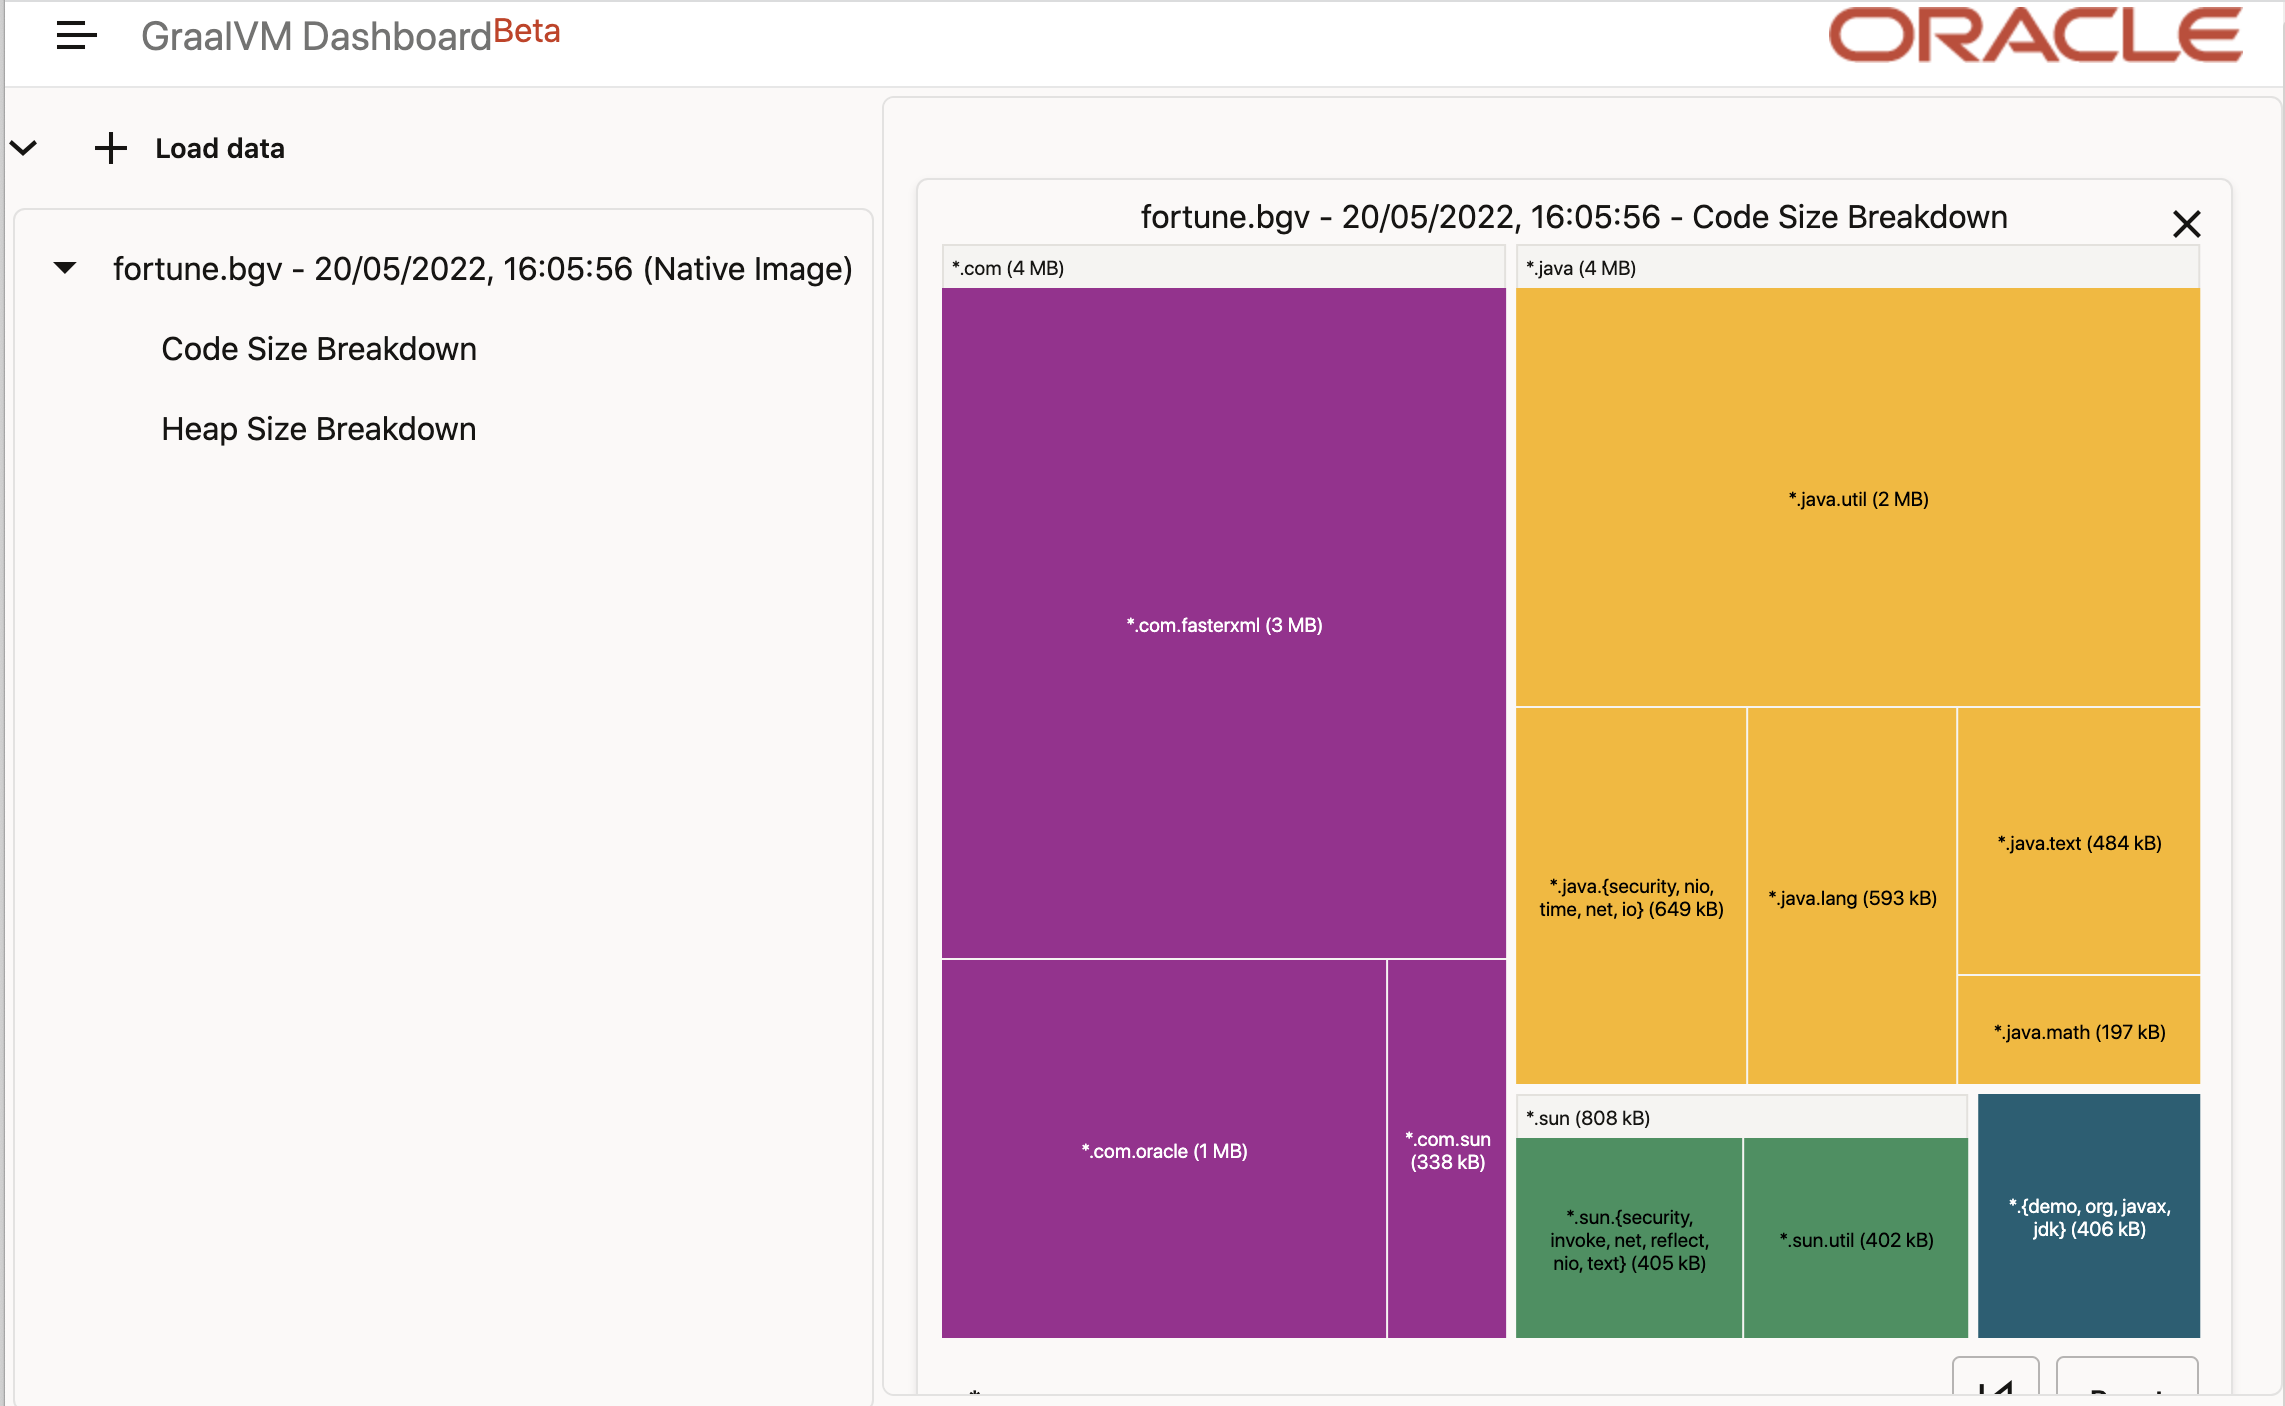 GraalVM Dashboard Beta
ORACLE
Load data
fortune.bgv - 20/05/2022, 16:05:56 (Native Image)
Code Size Breakdown
Heap Size Breakdown
fortune.bgv - 20/05/2022, 16:05:56 - Code Size Breakdown
*.com (4 MB)
*.com.fasterxml (3 MB)
*.com.oracle (1 MB)
*.com.sun
(338 kB)
*.java (4 MB)
*.java.util (2 MB)
*.java.{security, nio,
time, net, io} (649 kB)
*.java.lang (593 kB)
*.java.text (484 kB)
*.java.math (197 kB)
*.sun (808 kB)
*.sun.{security,
invoke, net, reflect,
nio, text} (405 kB)
*.sun.util (402 kB)
*.{demo, org, javax,
jdk} (406 kB)
*